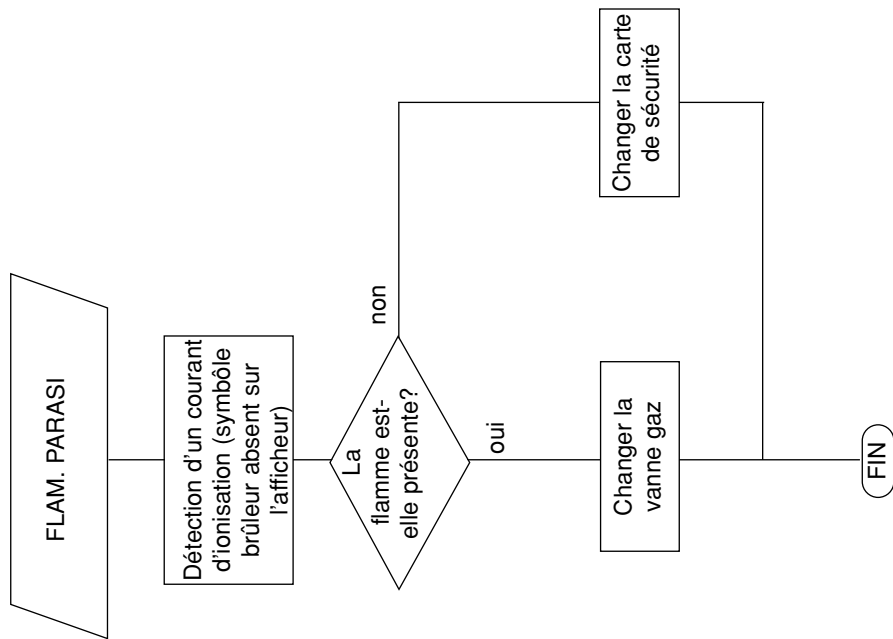 FLAM. PARASI
Détection d'un courant
d'ionisation (symbôle
brûleur absent sur
l'afficheur)
La
flamme est-
elle présente?
non
oui
Changer la
vanne gaz
Changer la carte
de sécurité
FIN